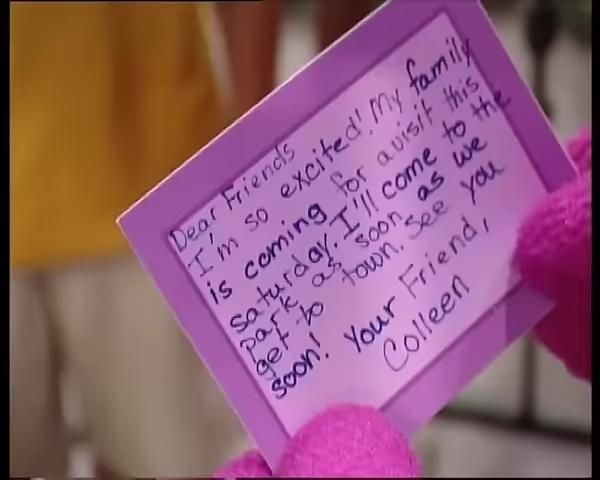 Dear Friends
I'm so excited! My family
is coming for a visit this
saturday. I'll come to the
park as soon as we
get to town. See you
soon! Your Friend,
Colleen